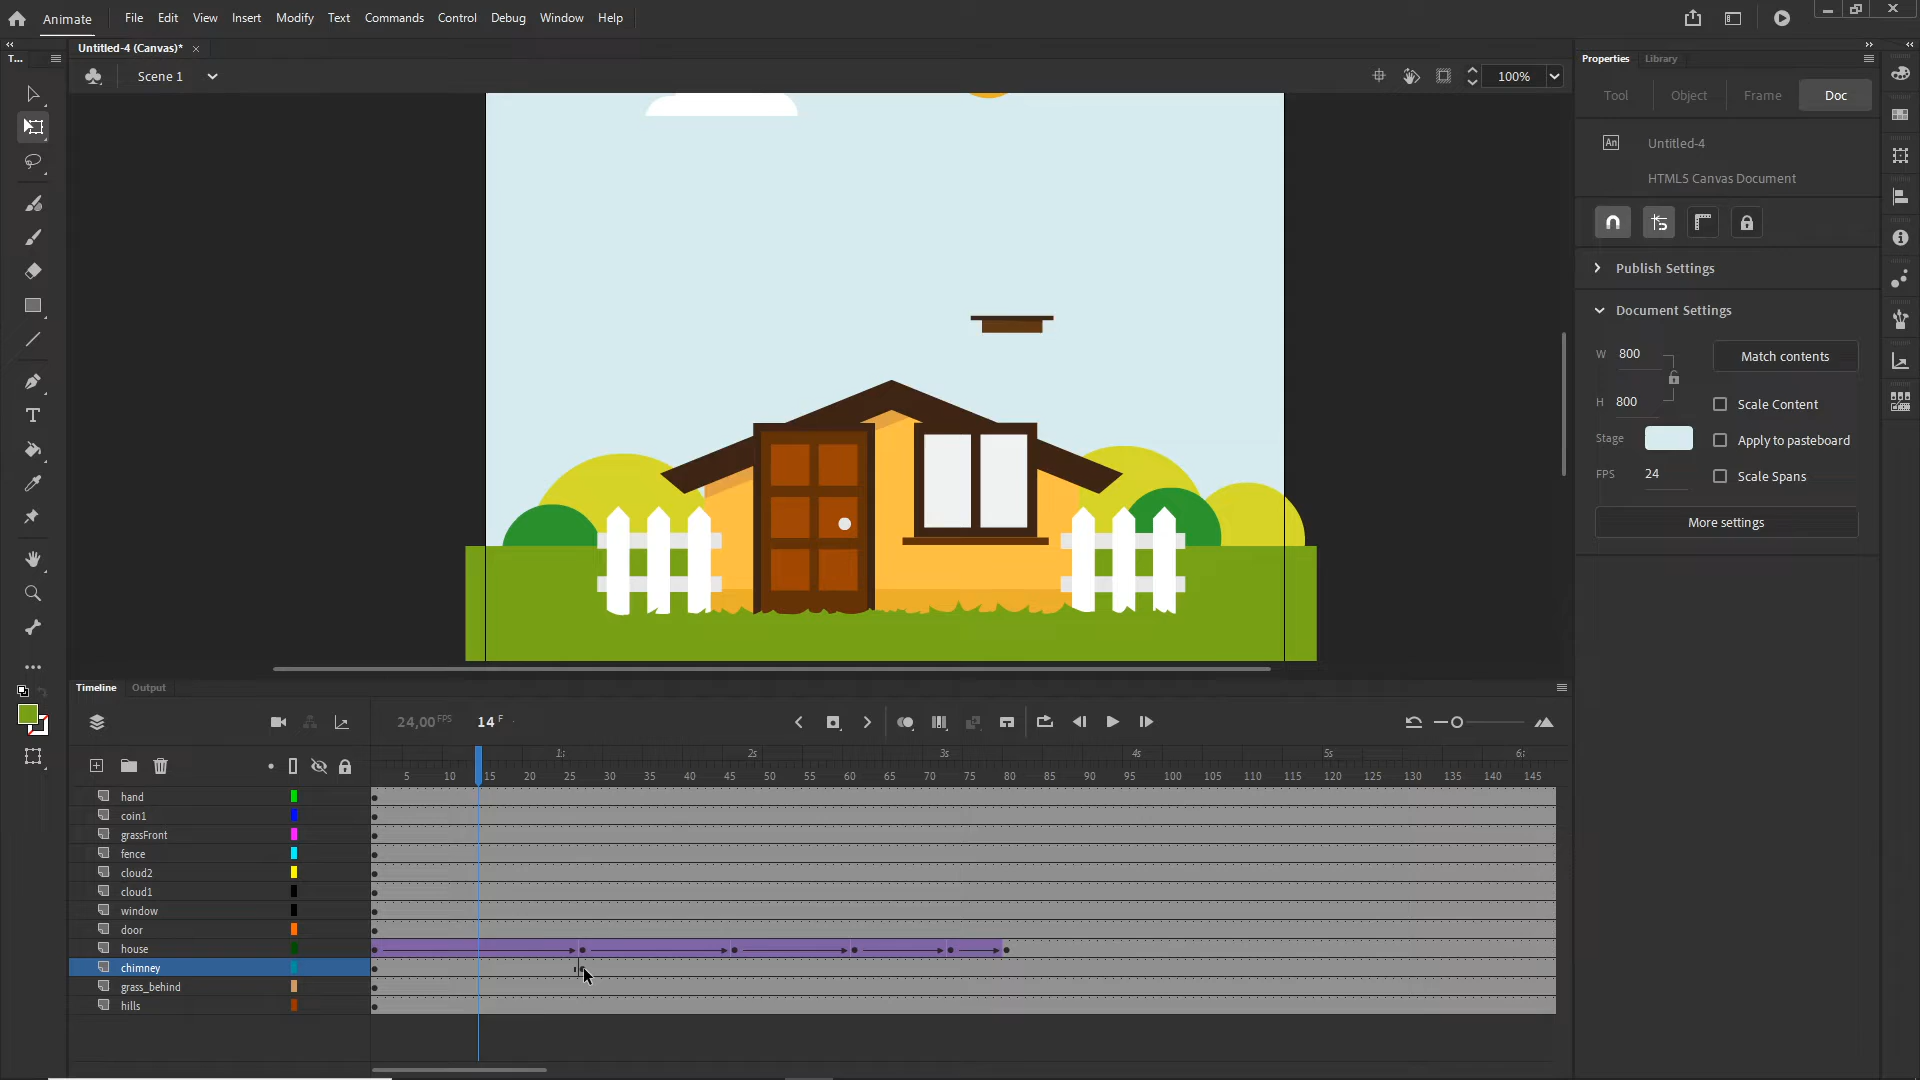 Animate File Edit View Insert Modify Text Commands Control Debug Window Help
Untitled-4 (Canvas)* ×
T...
Scene 1
100%
Properties Library
Tool Object Frame Doc
An Untitled-4
HTML5 Canvas Document
Publish Settings
Document Settings
W 800
Match contents
H 800
Scale Content
Stage
Apply to pasteboard
FPS 24
Scale Spans
More settings
Timeline Output
24,00 FPS 14 F
1s 2s 3s 4s 5s 6s
5 10 15 20 25 30 35 40 45 50 55 60 65 70 75 80 85 90 95 100 105 110 115 120 125 130 135 140 145
hand
coin1
grassFront
fence
cloud2
cloud1
window
door
house
chimney
grass_behind
hills